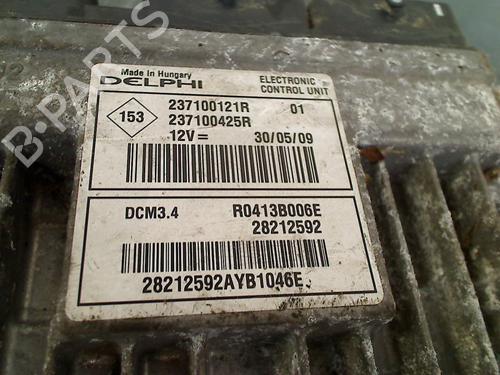 Made in Hungary
DELPHI
ELECTRONIC
CONTROL UNIT
153
237100121R 01
237100425R
12V= 30/05/09
DCM3.4 R0413B006E
28212592
28212592AYB1046E
B-PARTS